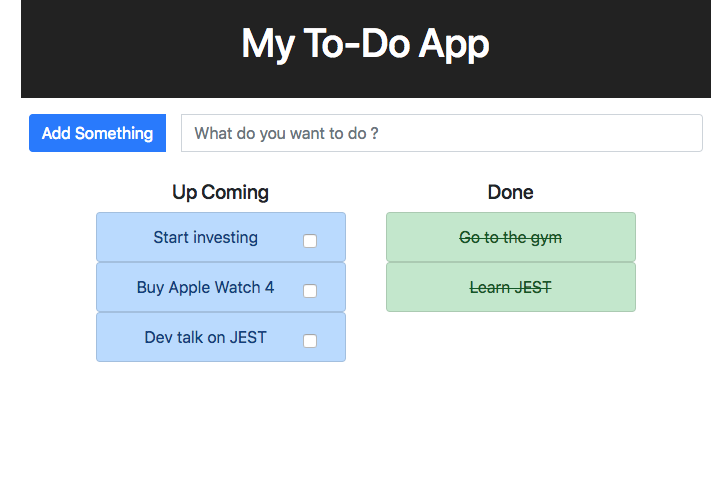 My To-Do App
Add Something
What do you want to do ?
Up Coming
Start investing
Buy Apple Watch 4
Dev talk on JEST
Done
Go to the gym
Learn JEST